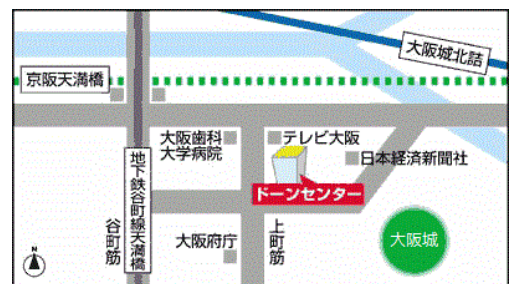 大阪城北詰
京阪天満橋
大阪歯科
大学病院
テレビ大阪
日本経済新聞社
地下鉄谷町線天満橋
ドーンセンター
谷町筋
大阪府庁
上町筋
大阪城
N